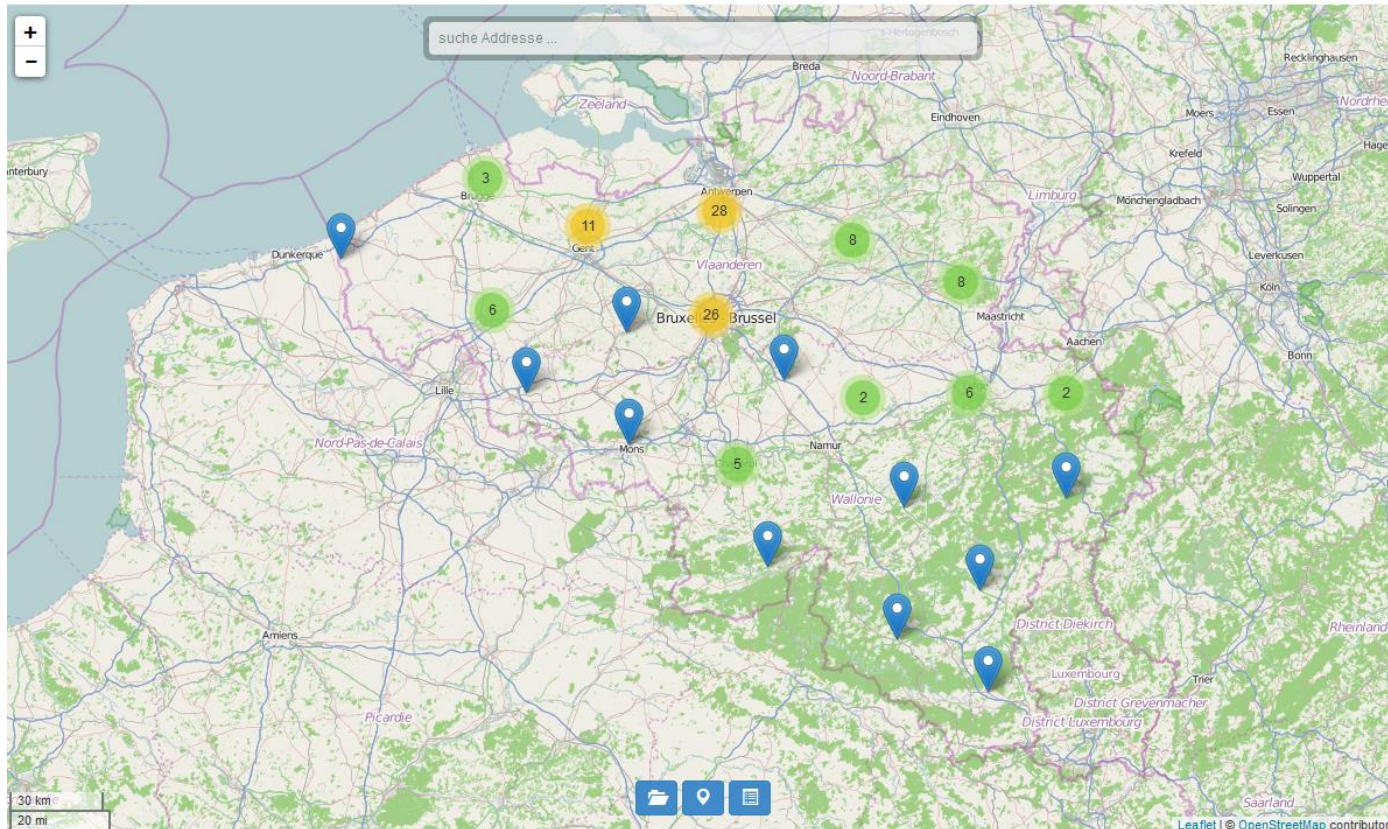 +
−
suche Addresse ...
's-Hertogenbosch
Recklinghausen
Breda
Noord-Brabant
Zeeland
Eindhoven
Moers
Essen
Nordrhe
Krefeld
Hage
anterbury
3
Wuppertal
Brugge
Antwerpen
Limburg
Mönchengladbach
Solingen
28
11
Gent
8
Dunkerque
Vlaanderen
Leverkusen
8
Köln
6
26
Bruxelles - Brussel
Maastricht
Aachen
Bonn
Lille
2
6
2
Nord-Pas-de-Calais
Mons
Namur
5
Wallonie
District Diekirch
Amiens
Rheinland
Luxembourg
Trier
District Grevenmacher
Picardie
District Luxembourg
30 km
20 mi
Saarland
Leaflet | © OpenStreetMap contributor